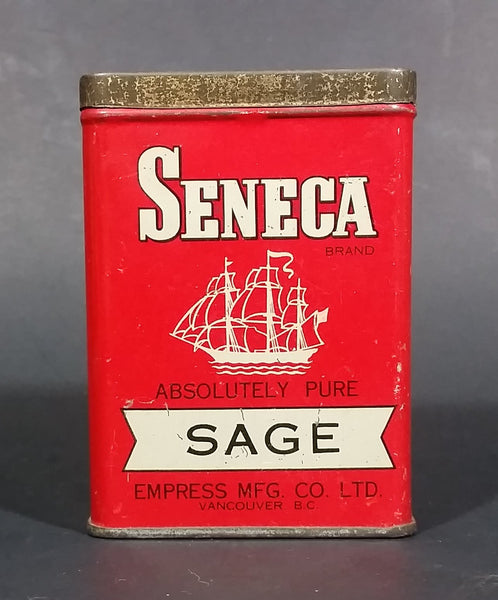 SENECA
BRAND
ABSOLUTELY PURE
SAGE
EMPRESS MFG. CO. LTD.
VANCOUVER B.C.